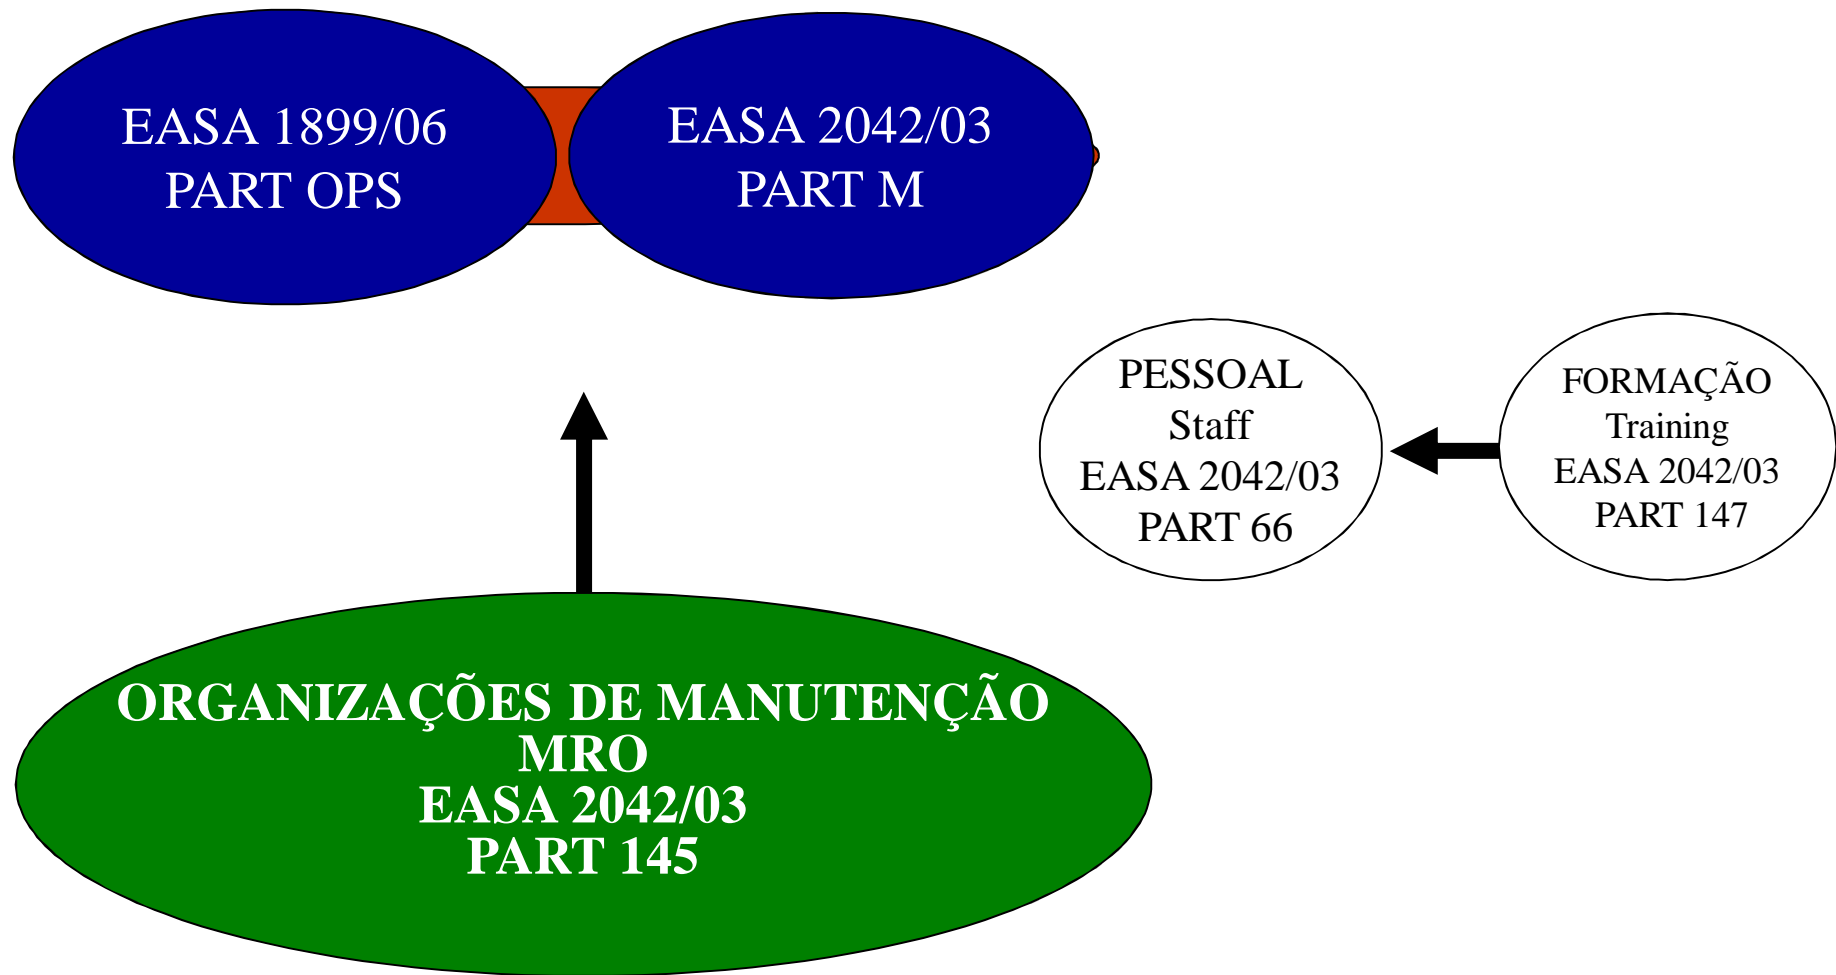 EASA 1899/06
PART OPS
EASA 2042/03
PART M
PESSOAL
Staff
EASA 2042/03
PART 66
FORMAÇÃO
Training
EASA 2042/03
PART 147
ORGANIZAÇÕES DE MANUTENÇÃO
MRO
EASA 2042/03
PART 145